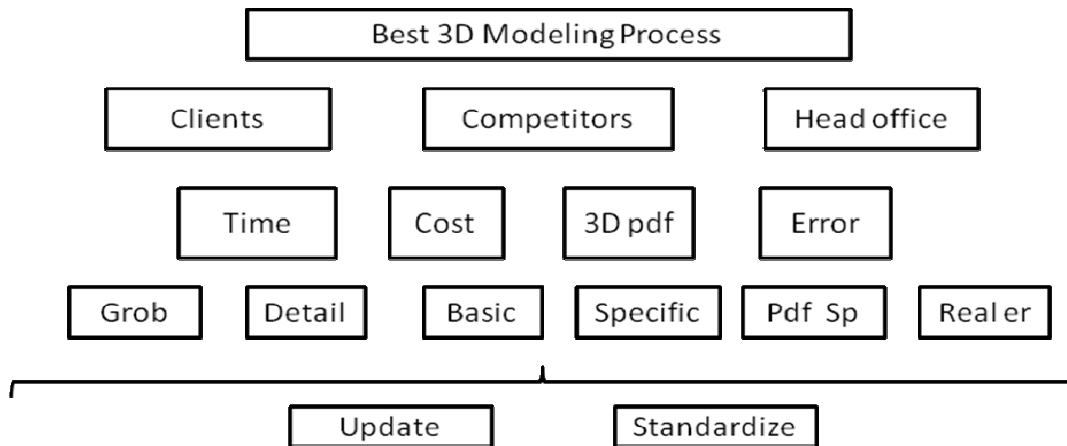 Best 3D Modeling Process
Clients Competitors Head office
Time Cost 3D pdf Error
Grob Detail Basic Specific Pdf Sp Real er
Update Standardize